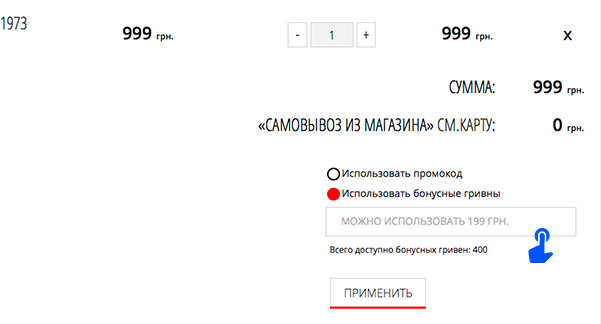 1973
999 грн. - 1 + 999 грн. x
СУММА: 999 грн.
«САМОВЫВОЗ ИЗ МАГАЗИНА» СМ.КАРТУ: 0 грн.
Использовать промокод
Использовать бонусные гривны
МОЖНО ИСПОЛЬЗОВАТЬ 199 ГРН.
Всего доступно бонусных гривен: 400
ПРИМЕНИТЬ